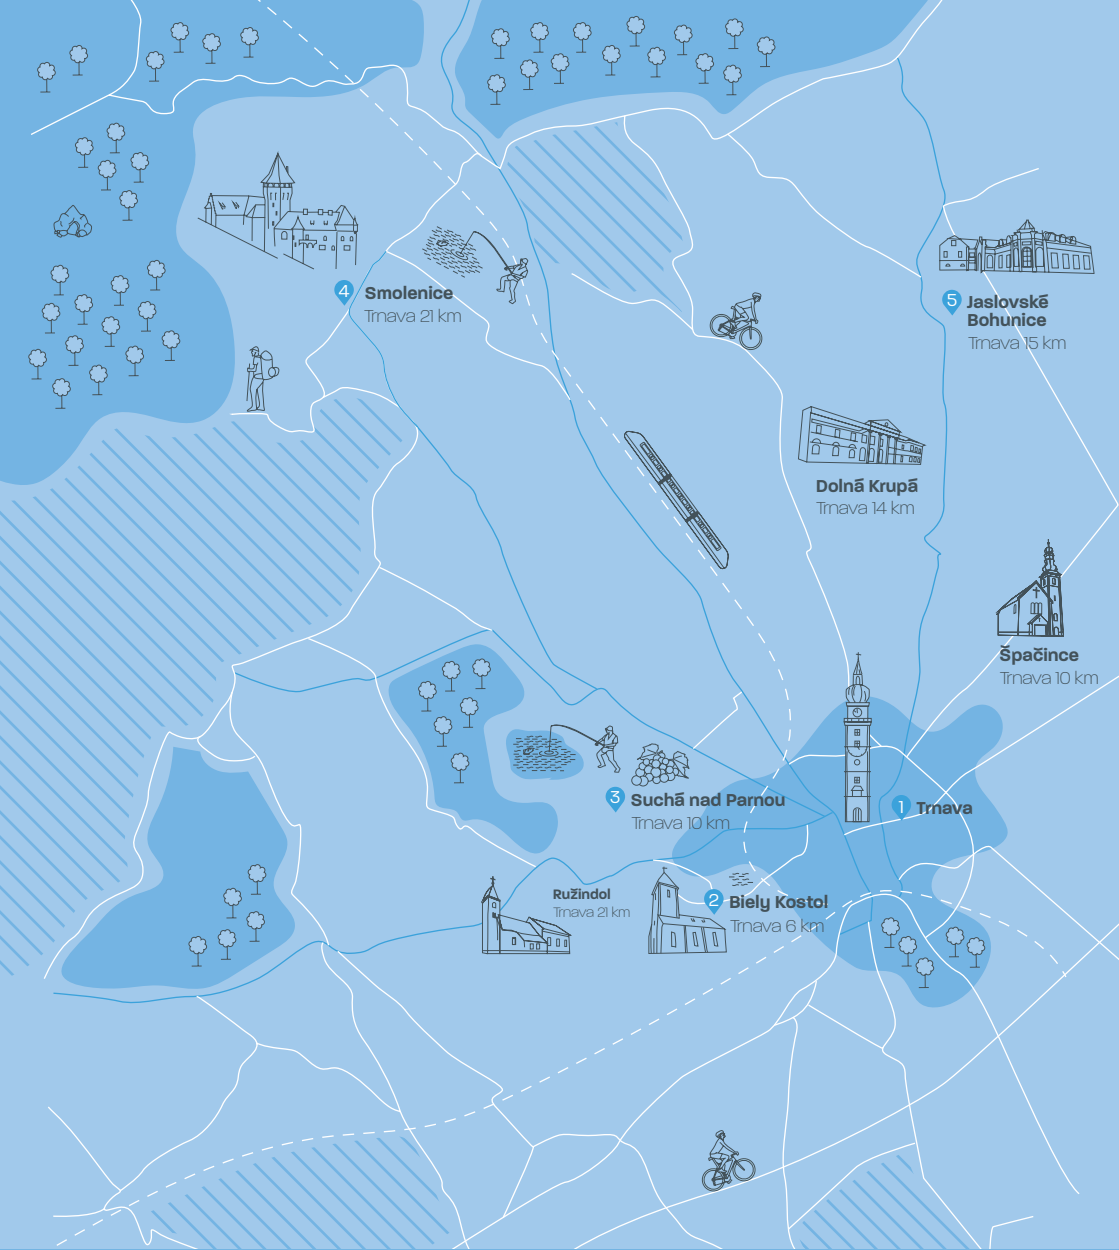 4
Smolenice
Trnava 21 km
5
Jaslovské
Bohunice
Trnava 15 km
Dolná Krupá
Trnava 14 km
Špačince
Trnava 10 km
3
Suchá nad Parnou
Trnava 10 km
1
Trnava
Ružindol
Trnava 21 km
2
Biely Kostol
Trnava 6 km